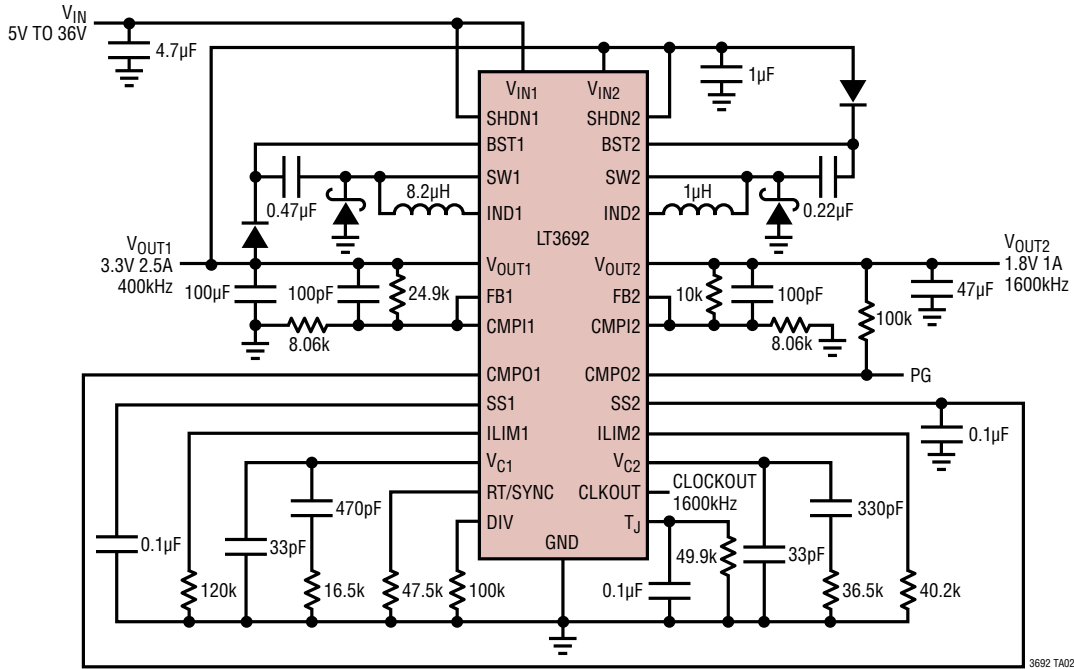 VIN
5V TO 36V
4.7µF
1µF
VIN1
VIN2
SHDN1
SHDN2
BST1
BST2
SW1
SW2
0.47µF
8.2µH
1µH
0.22µF
IND1
IND2
LT3692
VOUT1
3.3V 2.5A
400kHz
VOUT1
VOUT2
VOUT2
1.8V 1A
1600kHz
100µF
100pF
24.9k
FB1
FB2
10k
100pF
47µF
8.06k
CMPI1
CMPI2
8.06k
100k
CMPO1
CMPO2
PG
SS1
SS2
ILIM1
ILIM2
0.1µF
VC1
VC2
RT/SYNC
CLKOUT
CLOCKOUT
1600kHz
470pF
330pF
DIV
TJ
GND
0.1µF
33pF
49.9k
33pF
120k
16.5k
47.5k
100k
0.1µF
36.5k
40.2k
3692 TA02